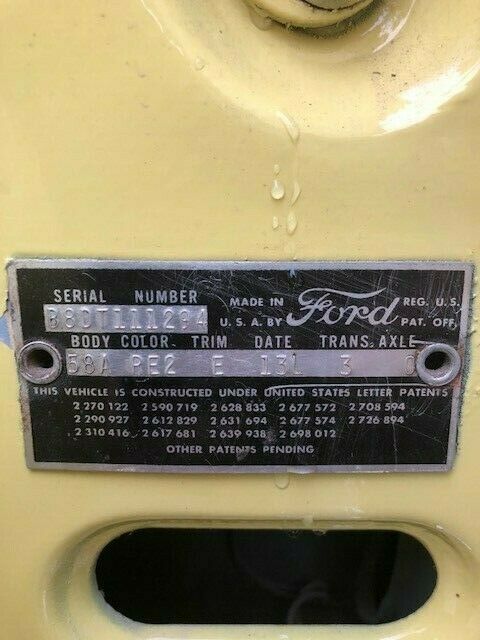 SERIAL NUMBER MADE IN Ford REG. U.S.
B8DT111294 U. S. A. BY PAT. OFF.
BODY COLOR TRIM DATE TRANS. AXLE
58A RE2 E 13L 3 0
THIS VEHICLE IS CONSTRUCTED UNDER UNITED STATES LETTER PATENTS
2 270 122 2 590 719 2 628 833 2 677 572 2 708 594
2 290 927 2 612 829 2 631 694 2 677 574 2 726 894
2 310 416 2 617 681 2 639 938 2 698 012
OTHER PATENTS PENDING